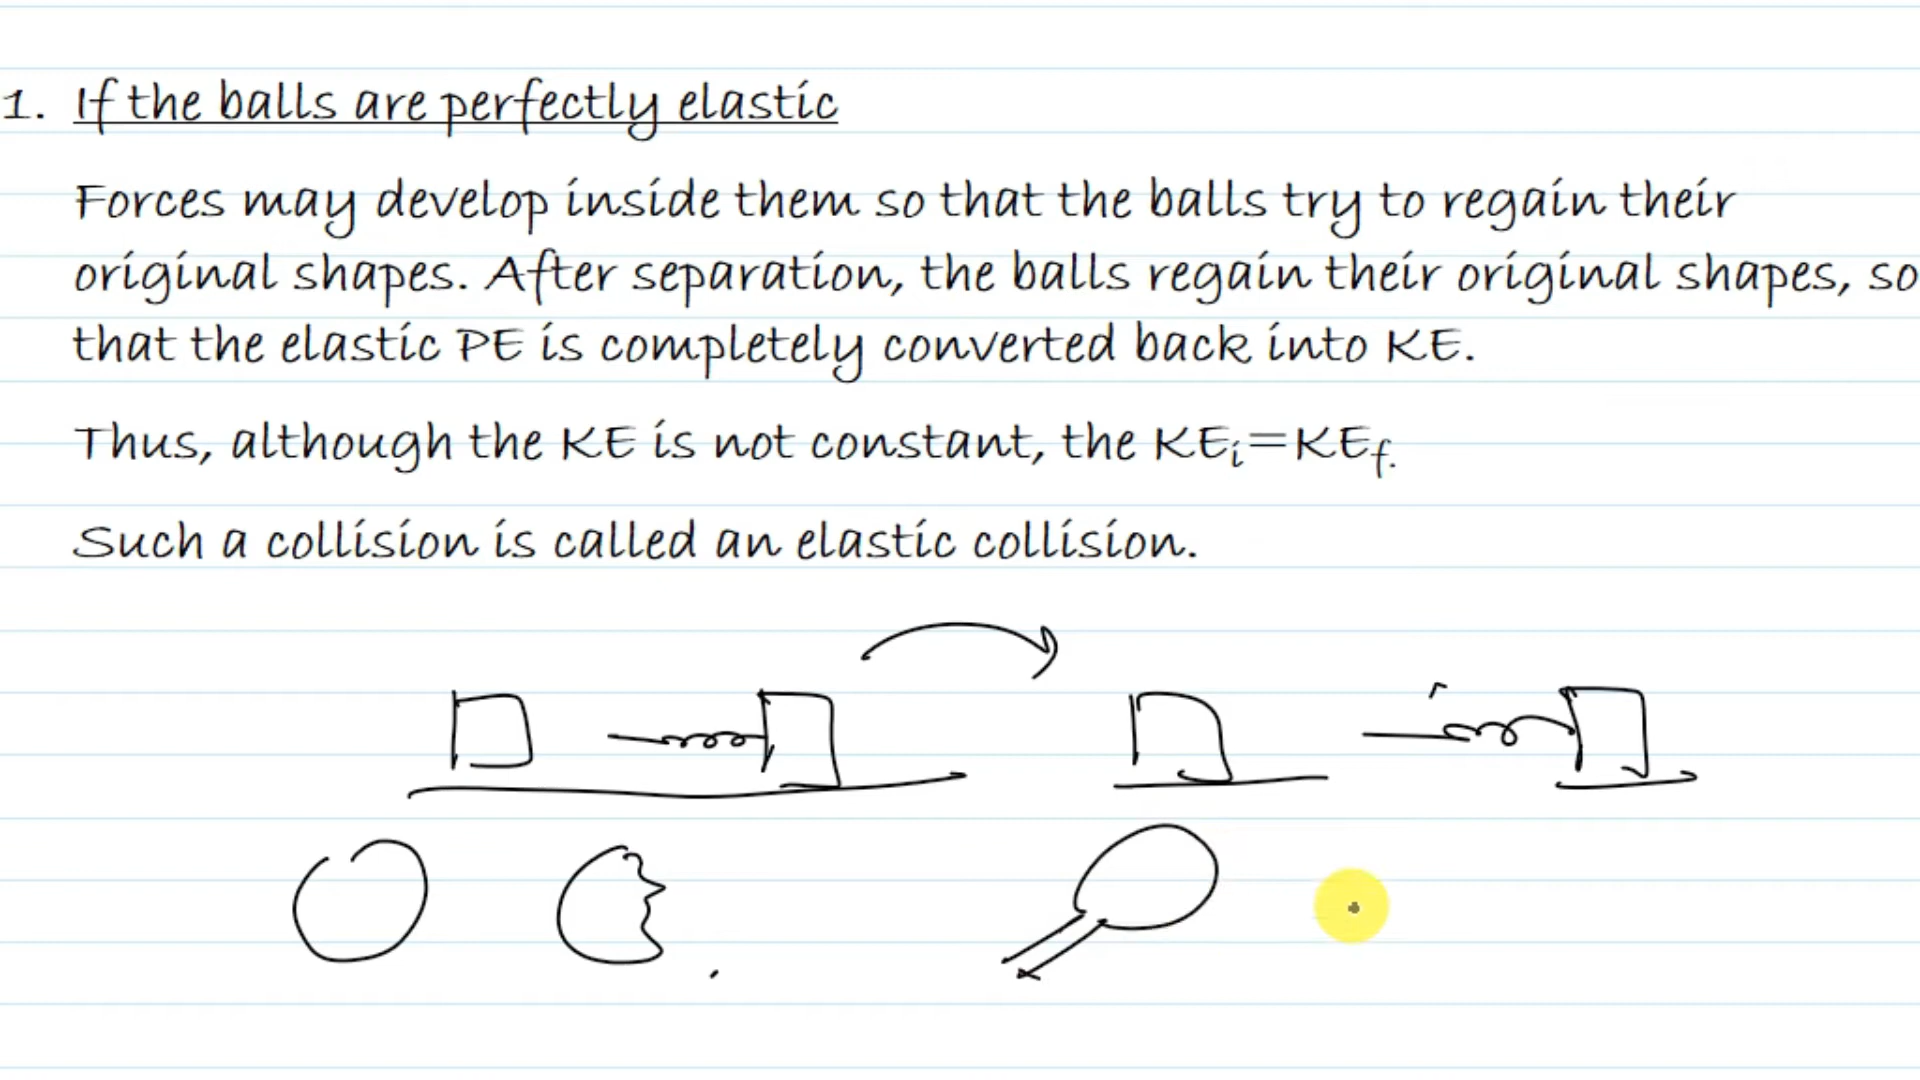 1. If the balls are perfectly elastic
Forces may develop inside them so that the balls try to regain their
original shapes. After separation, the balls regain their original shapes, so
that the elastic PE is completely converted back into KE.
Thus, although the KE is not constant, the KEᵢ=KE_f.
Such a collision is called an elastic collision.